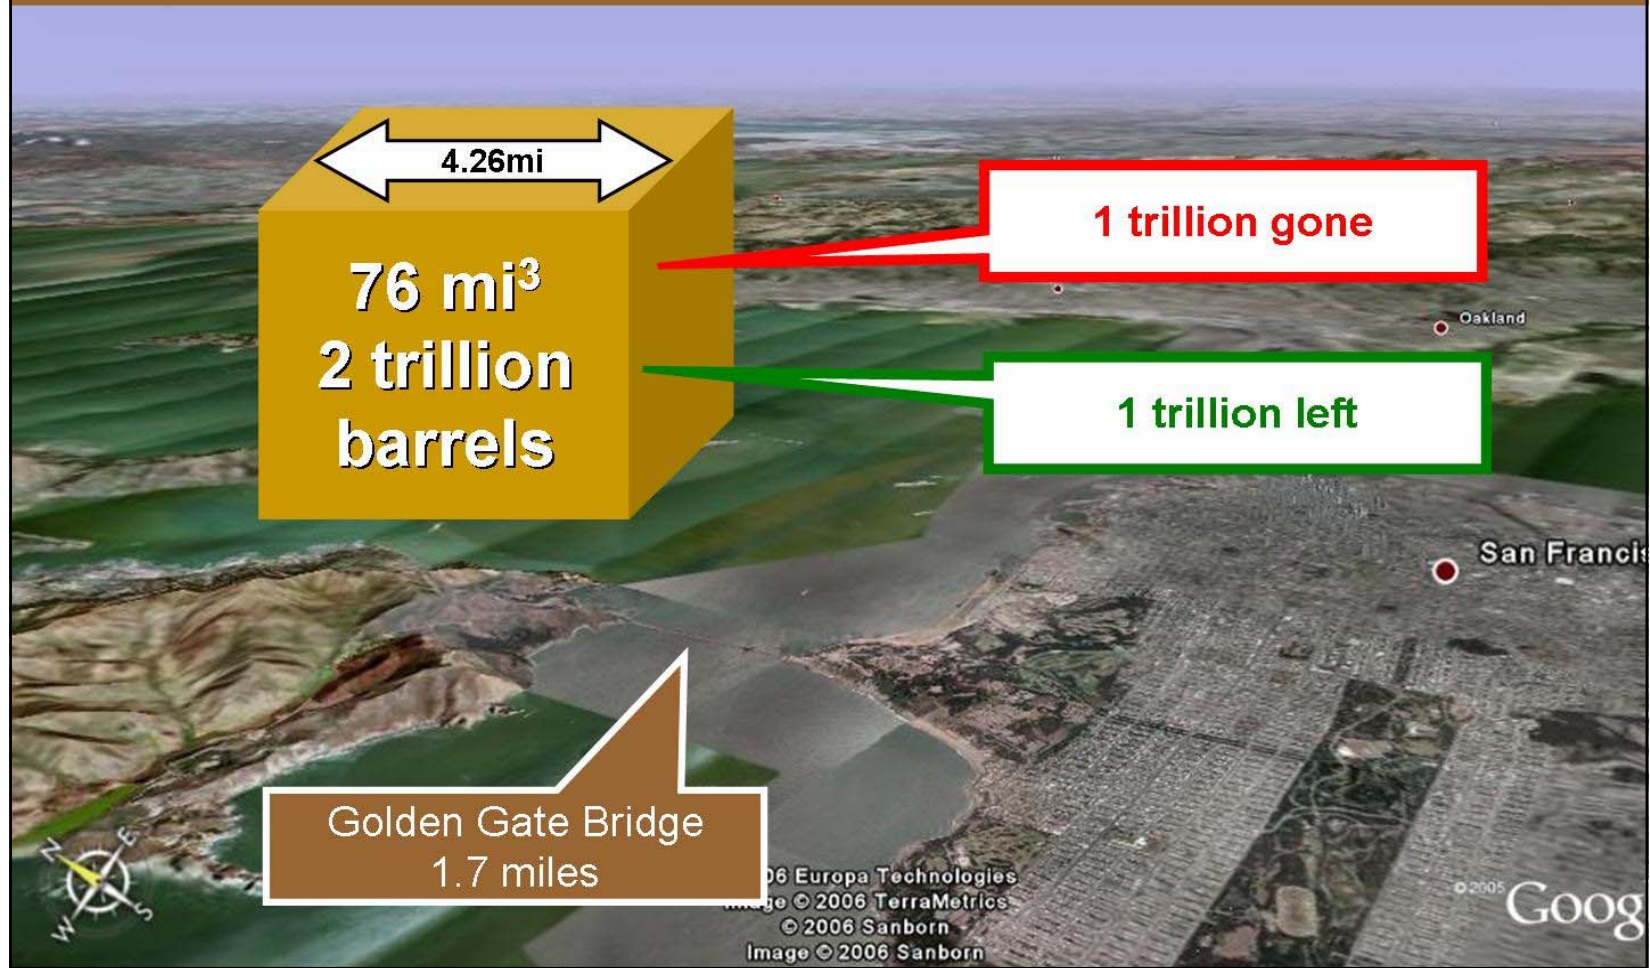 4.26mi
76 mi³
2 trillion
barrels
1 trillion gone
1 trillion left
Oakland
San Francis
Golden Gate Bridge
1.7 miles
N
E
W
S
06 Europa Technologies
Image © 2006 TerraMetrics
© 2006 Sanborn
Image © 2006 Sanborn
©2005
Goog